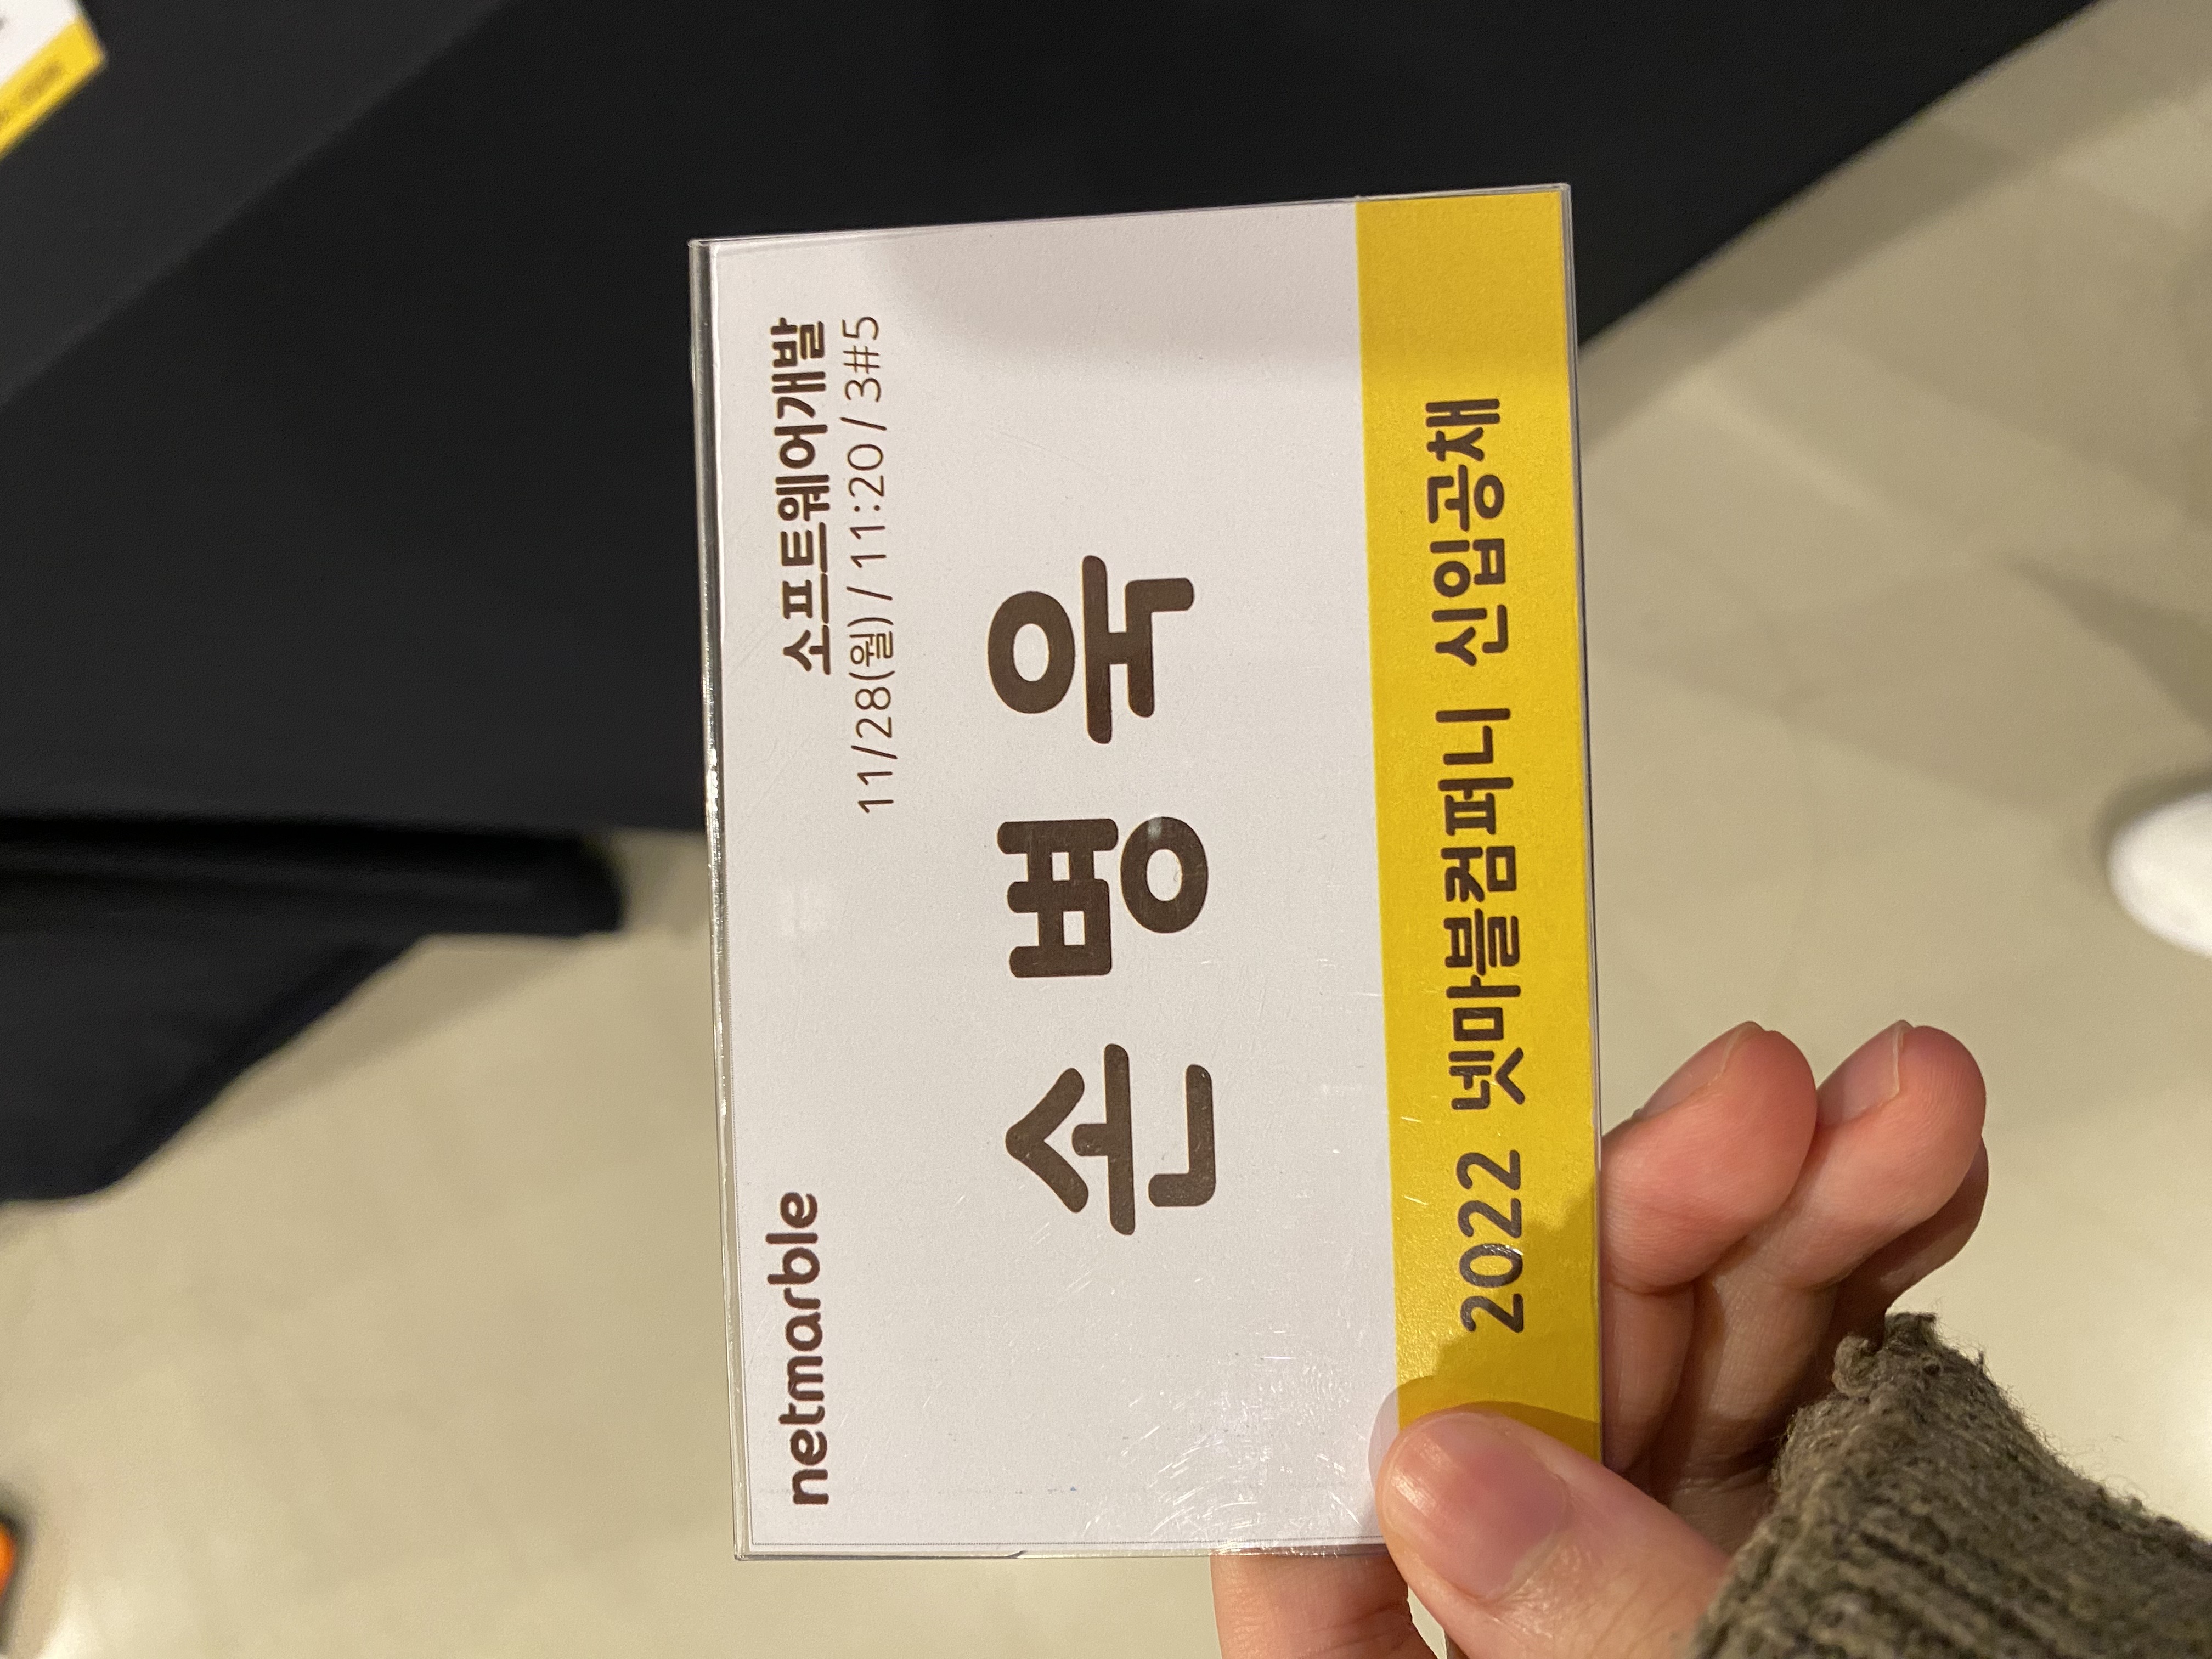 netmarble
소프트웨어개발
11/28(월) / 11:20 / 3#5
손병욱
2022 넷마블컴퍼니 신입공채